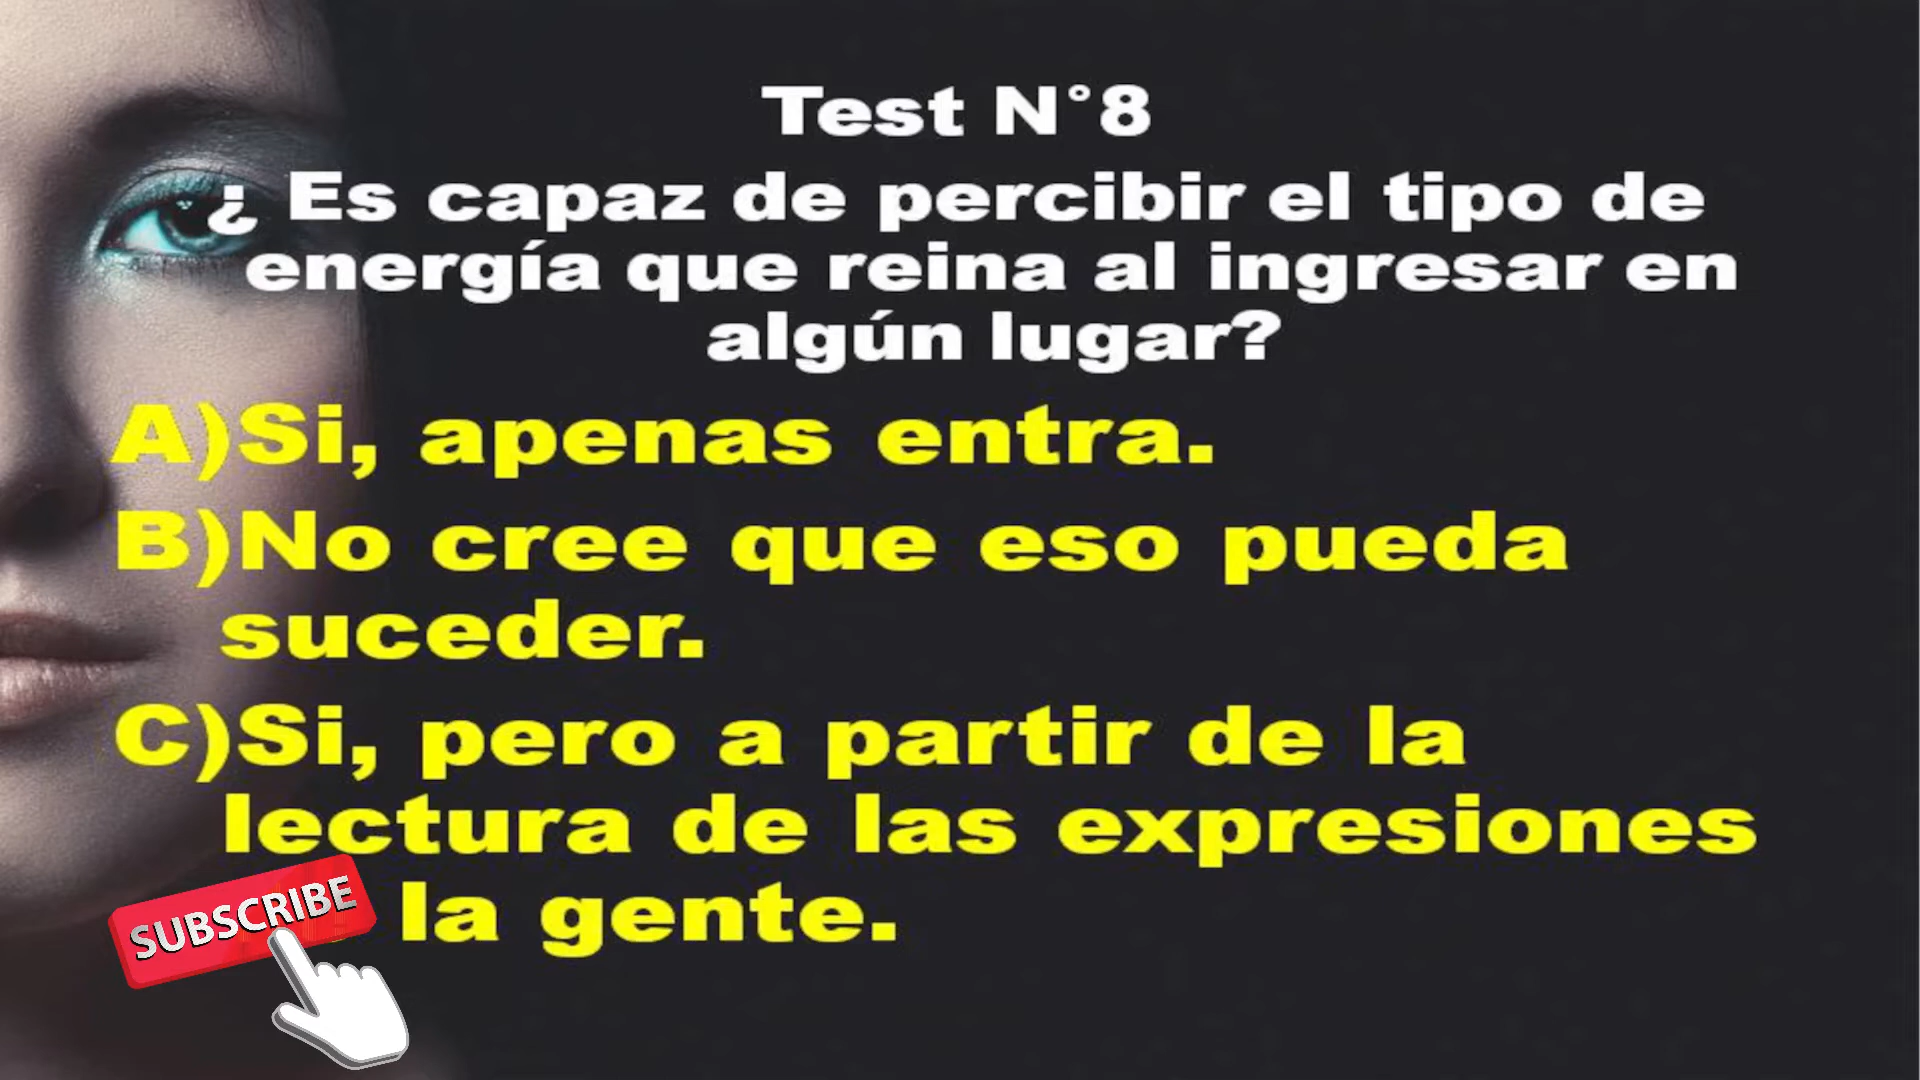 Test N°8
¿ Es capaz de percibir el tipo de
energía que reina al ingresar en
algún lugar?
A)Si, apenas entra.
B)No cree que eso pueda
suceder.
C)Si, pero a partir de la
lectura de las expresiones
la gente.
SUBSCRIBE